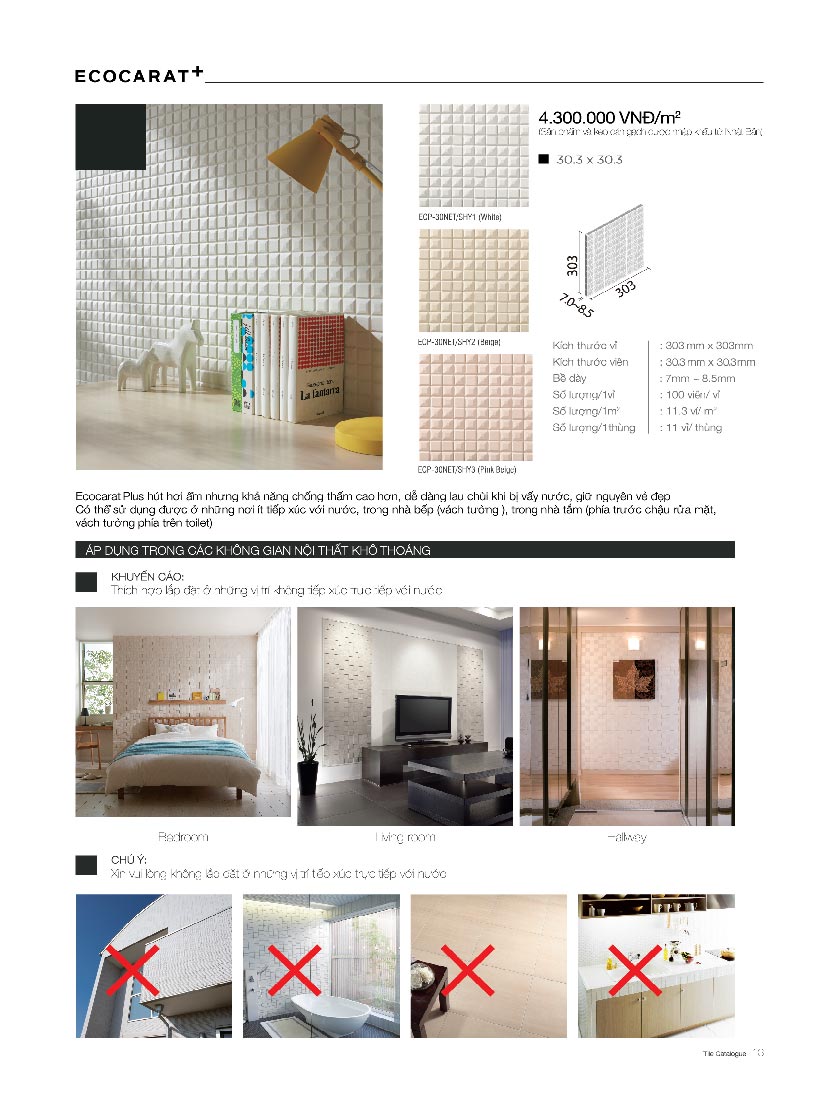 ECOCARAT+
4.300.000 VNĐ/m²
(Sản phẩm và keo dán gạch được nhập khẩu từ Nhật Bản)
30.3 x 30.3
ECP-30NET/SHY1 (White)
ECP-30NET/SHY2 (Beige)
ECP-30NET/SHY3 (Pink Beige)
303
303
7.0~8.5
Kích thước vỉ : 303 mm x 303mm
Kích thước viên : 30.3 mm x 30.3mm
Bề dày : 7mm – 8.5mm
Số lượng/1vỉ : 100 viên/ vỉ
Số lượng/1m² : 11.3 vỉ/ m²
Số lượng/1thùng : 11 vỉ/ thùng
La fantarra
Ecocarat Plus hút hơi ẩm nhưng khả năng chống thấm cao hơn, dễ dàng lau chùi khi bị vấy nước, giữ nguyên vẻ đẹp
Có thể sử dụng được ở những nơi ít tiếp xúc với nước, trong nhà bếp (vách tường ), trong nhà tắm (phía trước chậu rửa mặt,
vách tường phía trên toilet)
ÁP DỤNG TRONG CÁC KHÔNG GIAN NỘI THẤT KHÔ THOÁNG
KHUYẾN CÁO:
Thích hợp lắp đặt ở những vị trí không tiếp xúc trực tiếp với nước
Bedroom
Living room
Hallway
CHÚ Ý:
Xin vui lòng không lắp đặt ở những vị trí tiếp xúc trực tiếp với nước
Tile Catalogue